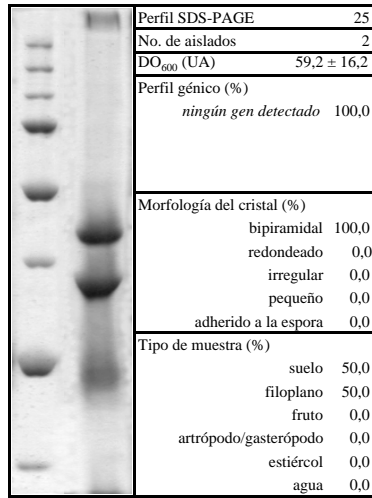 Perfil SDS-PAGE 25
No. de aislados 2
DO600 (UA) 59,2 ± 16,2
Perfil génico (%)
ningún gen detectado 100,0
Morfología del cristal (%)
bipiramidal 100,0
redondeado 0,0
irregular 0,0
pequeño 0,0
adherido a la espora 0,0
Tipo de muestra (%)
suelo 50,0
filoplano 50,0
fruto 0,0
artrópodo/gasterópodo 0,0
estiércol 0,0
agua 0,0